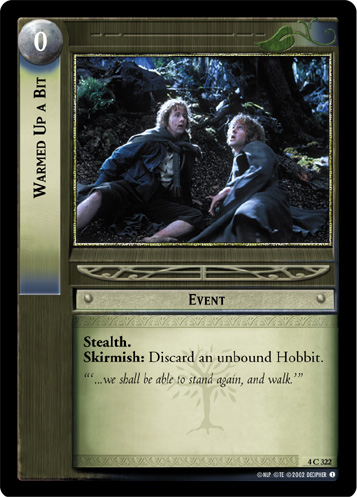 0
WARMED UP A BIT
EVENT
Stealth.
Skirmish: Discard an unbound Hobbit.
"'...we shall be able to stand again, and walk.'"
4 C 322
©NLP ©TE ©2002 DECIPHER 1